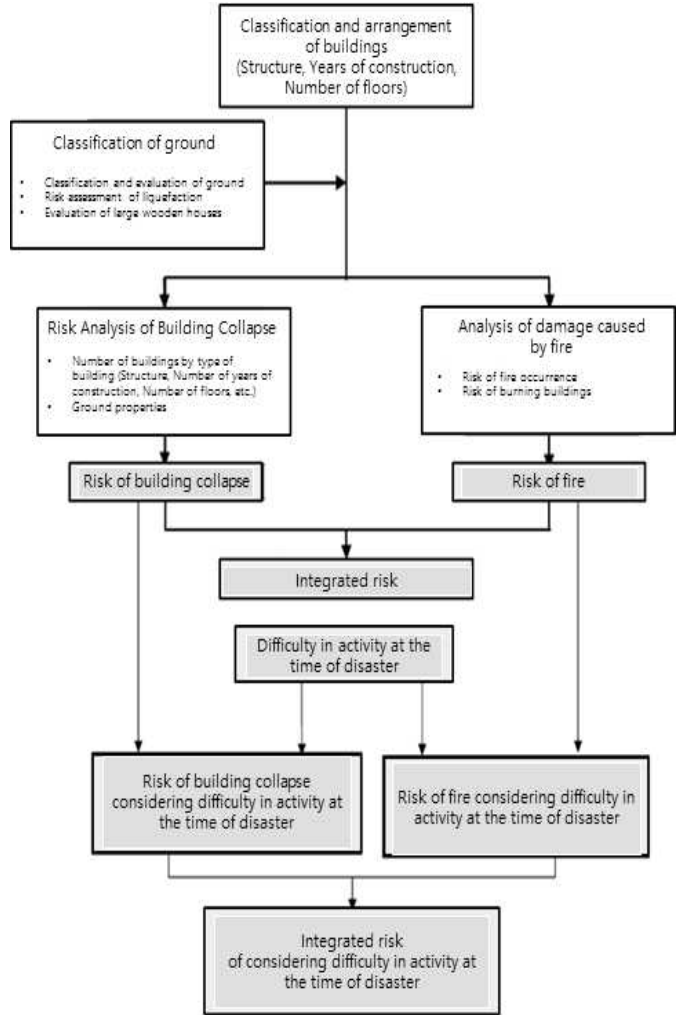 Classification and arrangement
of buildings
(Structure, Years of construction,
Number of floors)
Classification of ground
• Classification and evaluation of ground
• Risk assessment of liquefaction
• Evaluation of large wooden houses
Risk Analysis of Building Collapse
• Number of buildings by type of
building (Structure, Number of years of
construction, Number of floors, etc.)
• Ground properties
Analysis of damage caused
by fire
• Risk of fire occurrence
• Risk of burning buildings
Risk of building collapse
Risk of fire
Integrated risk
Difficulty in activity at the
time of disaster
Risk of building collapse
considering difficulty in activity at
the time of disaster
Risk of fire considering difficulty in
activity at the time of disaster
Integrated risk
of considering difficulty in activity at
the time of disaster